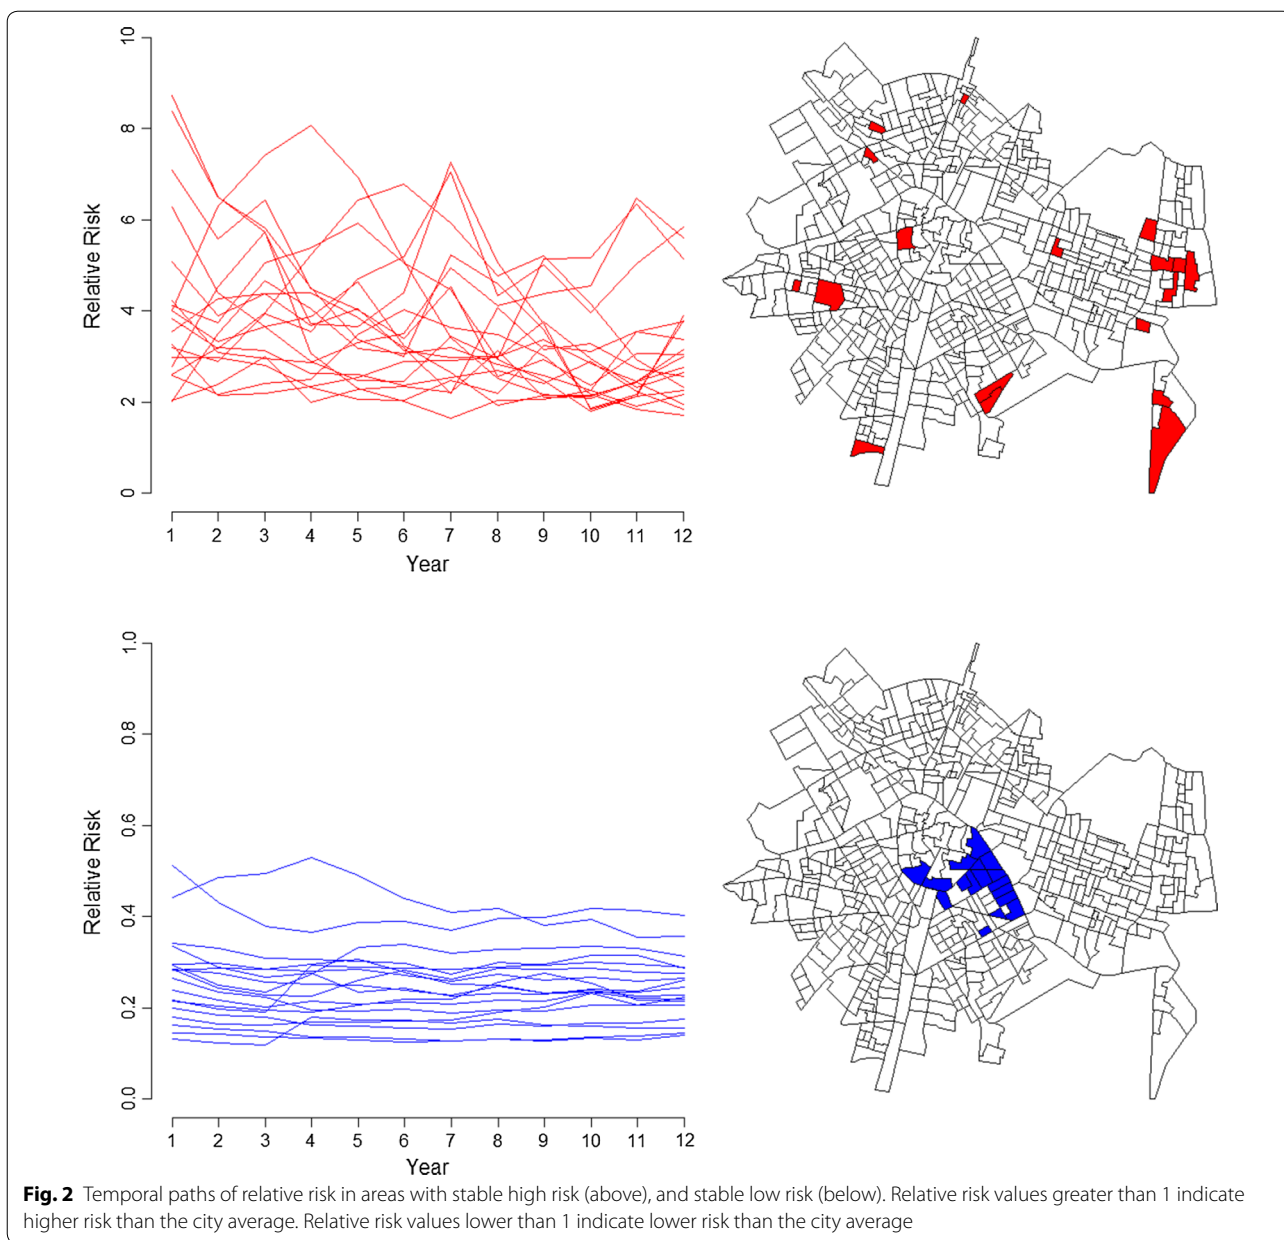 10
8
6
4
2
0
Relative Risk
1 2 3 4 5 6 7 8 9 10 11 12
Year
1.0
0.8
0.6
0.4
0.2
0.0
Relative Risk
1 2 3 4 5 6 7 8 9 10 11 12
Year
Fig. 2 Temporal paths of relative risk in areas with stable high risk (above), and stable low risk (below). Relative risk values greater than 1 indicate
higher risk than the city average. Relative risk values lower than 1 indicate lower risk than the city average